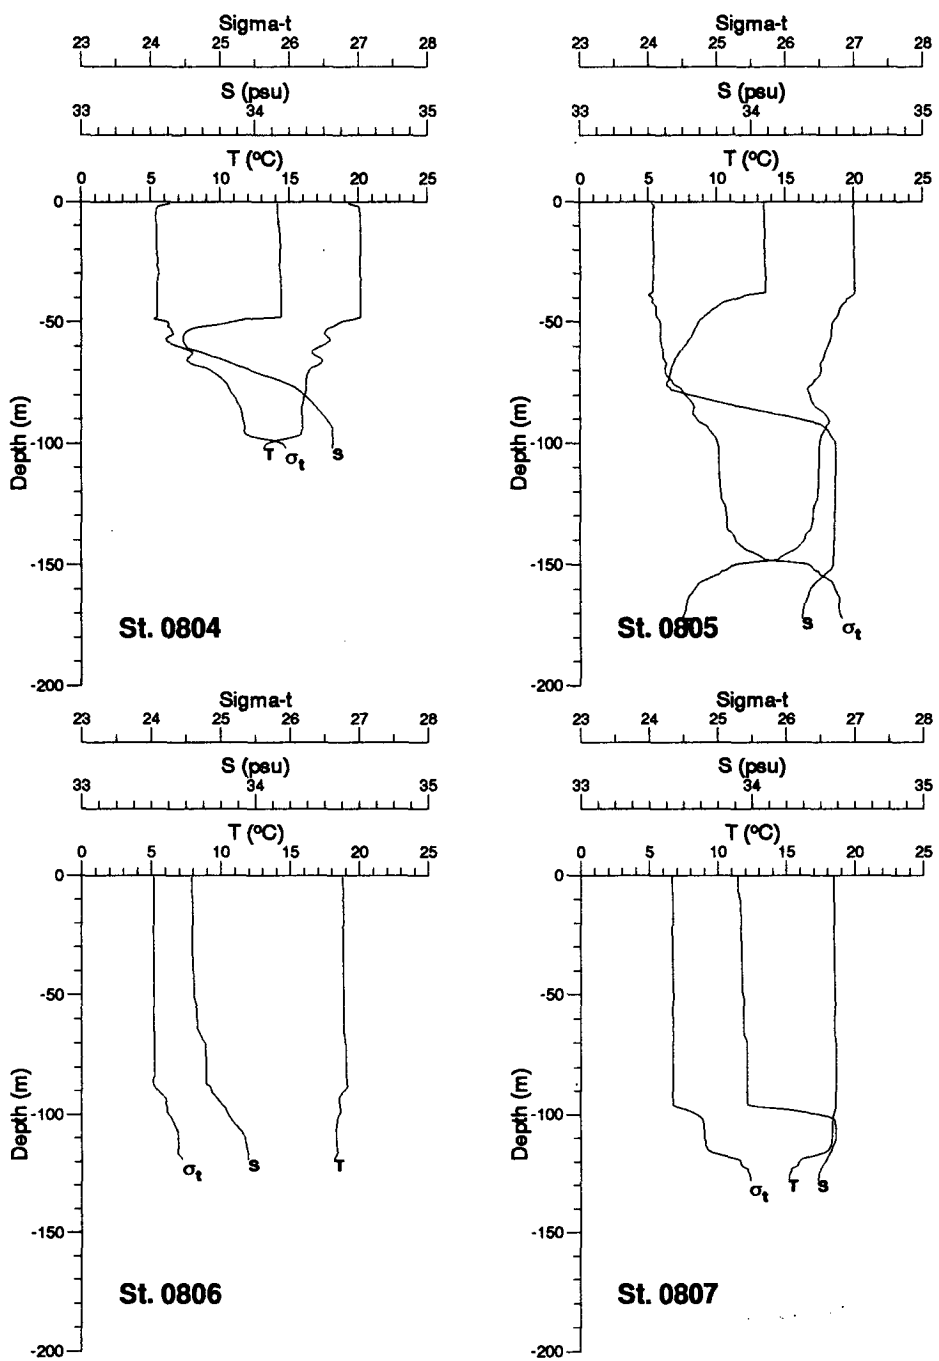 Sigma-t
23 24 25 26 27 28
S (psu)
33 34 35
T (°C)
0 5 10 15 20 25
0
-50
-100
-150
-200
Depth (m)
T σt S
St. 0804
Sigma-t
23 24 25 26 27 28
S (psu)
33 34 35
T (°C)
0 5 10 15 20 25
0
-50
-100
-150
-200
Depth (m)
T S σt
St. 0805
Sigma-t
23 24 25 26 27 28
S (psu)
33 34 35
T (°C)
0 5 10 15 20 25
0
-50
-100
-150
-200
Depth (m)
σt S T
St. 0806
Sigma-t
23 24 25 26 27 28
S (psu)
33 34 35
T (°C)
0 5 10 15 20 25
0
-50
-100
-150
-200
Depth (m)
σt T S
St. 0807